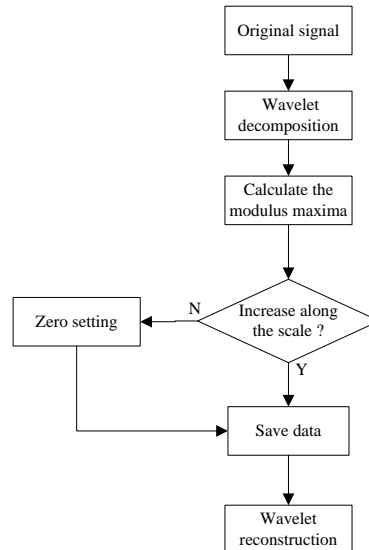 Original signal
Wavelet
decomposition
Calculate the
modulus maxima
Increase along
the scale ?
N
Zero setting
Y
Save data
Wavelet
reconstruction